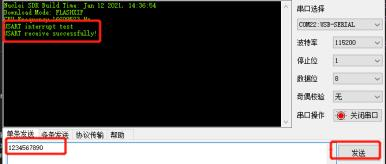 Nuclei SDK Build Time: Jan 12 2021, 14:36:54
Download Mode: FLASHXIP
USART interrupt test
USART receive successfully!
串口选择
COM22:USB-SERIAL
波特率 115200
停止位 1
数据位 8
奇偶校验 无
串口操作 关闭串口
单条发送 多条发送 协议传输 帮助
1234567890
发送